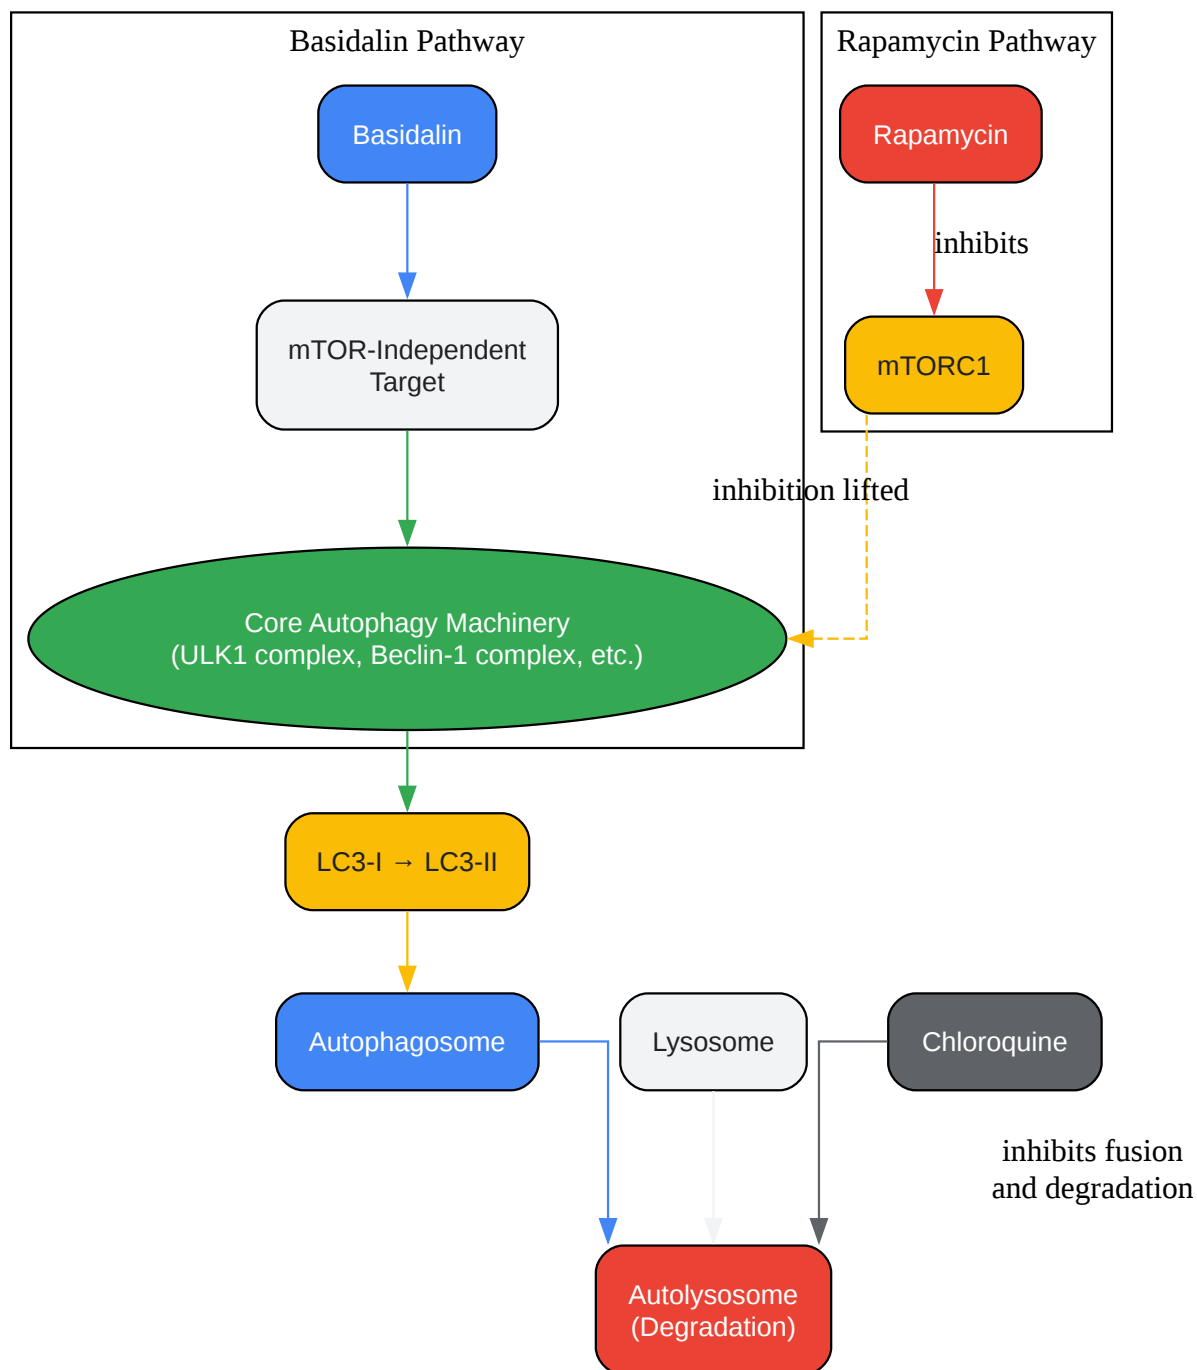 Basidalin Pathway
Rapamycin Pathway
Basidalin
Rapamycin
inhibits
mTOR-Independent
Target
mTORC1
inhibition lifted
Core Autophagy Machinery
(ULK1 complex, Beclin-1 complex, etc.)
LC3-I → LC3-II
Autophagosome
Lysosome
Chloroquine
inhibits fusion
and degradation
Autolysosome
(Degradation)